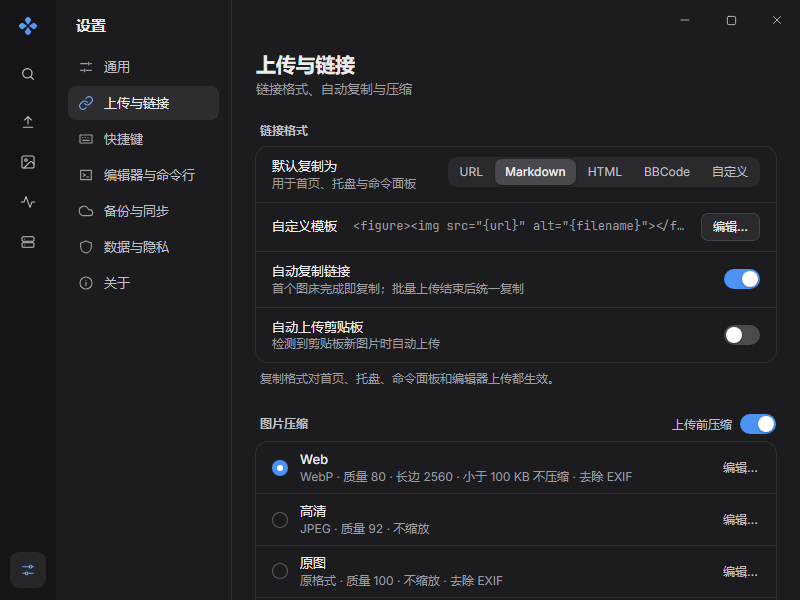 设置
通用
上传与链接
快捷键
编辑器与命令行
备份与同步
数据与隐私
关于
上传与链接
链接格式、自动复制与压缩
链接格式
默认复制为
用于首页、托盘与命令面板
URL Markdown HTML BBCode 自定义
自定义模板 <figure><img src="{url}" alt="{filename}"></f… 编辑...
自动复制链接
首个图床完成即复制；批量上传结束后统一复制
自动上传剪贴板
检测到剪贴板新图片时自动上传
复制格式对首页、托盘、命令面板和编辑器上传都生效。
图片压缩 上传前压缩
Web
WebP · 质量 80 · 长边 2560 · 小于 100 KB 不压缩 · 去除 EXIF
编辑...
高清
JPEG · 质量 92 · 不缩放
编辑...
原图
原格式 · 质量 100 · 不缩放 · 去除 EXIF
编辑...